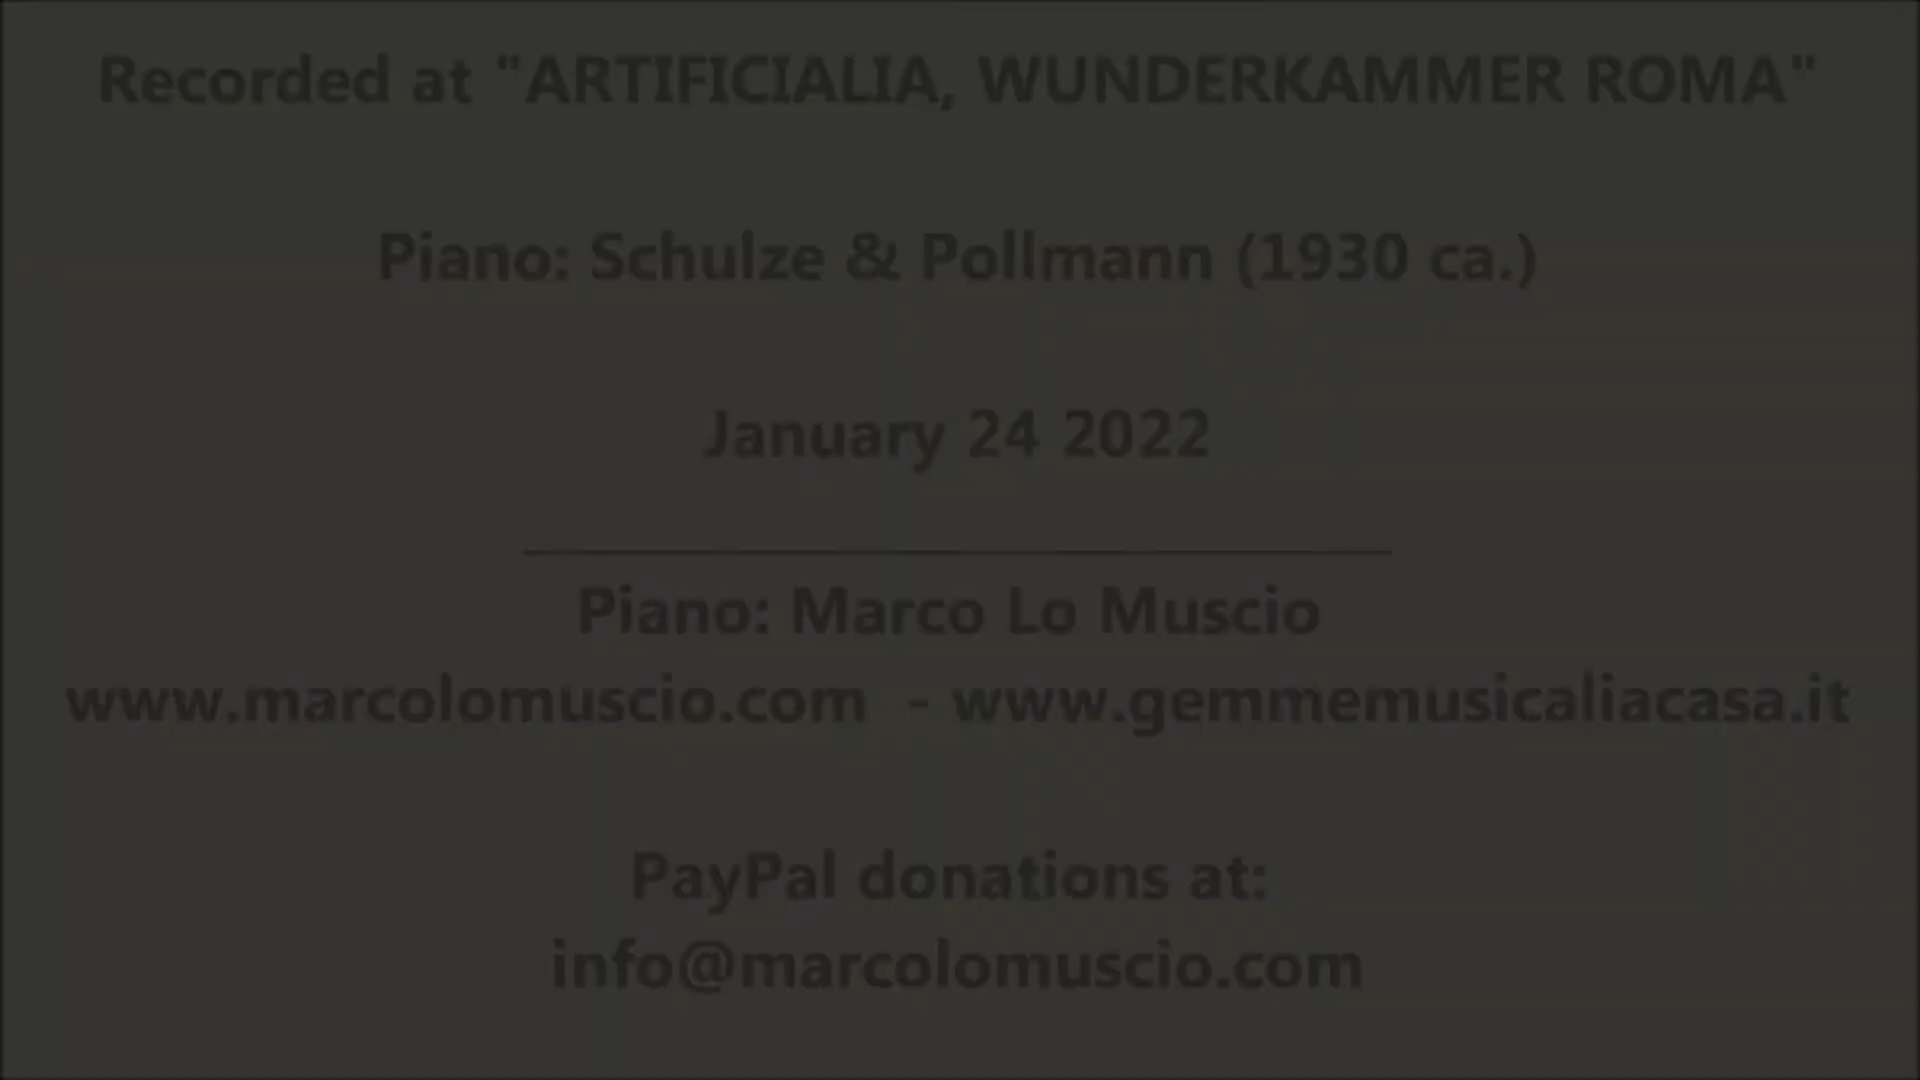 Recorded at "ARTIFICIALIA, WUNDERKAMMER ROMA"
Piano: Schulze & Pollmann (1930 ca.)
January 24 2022
Piano: Marco Lo Muscio
www.marcolomuscio.com - www.gemmemusicaliacasa.it
PayPal donations at:
info@marcolomuscio.com